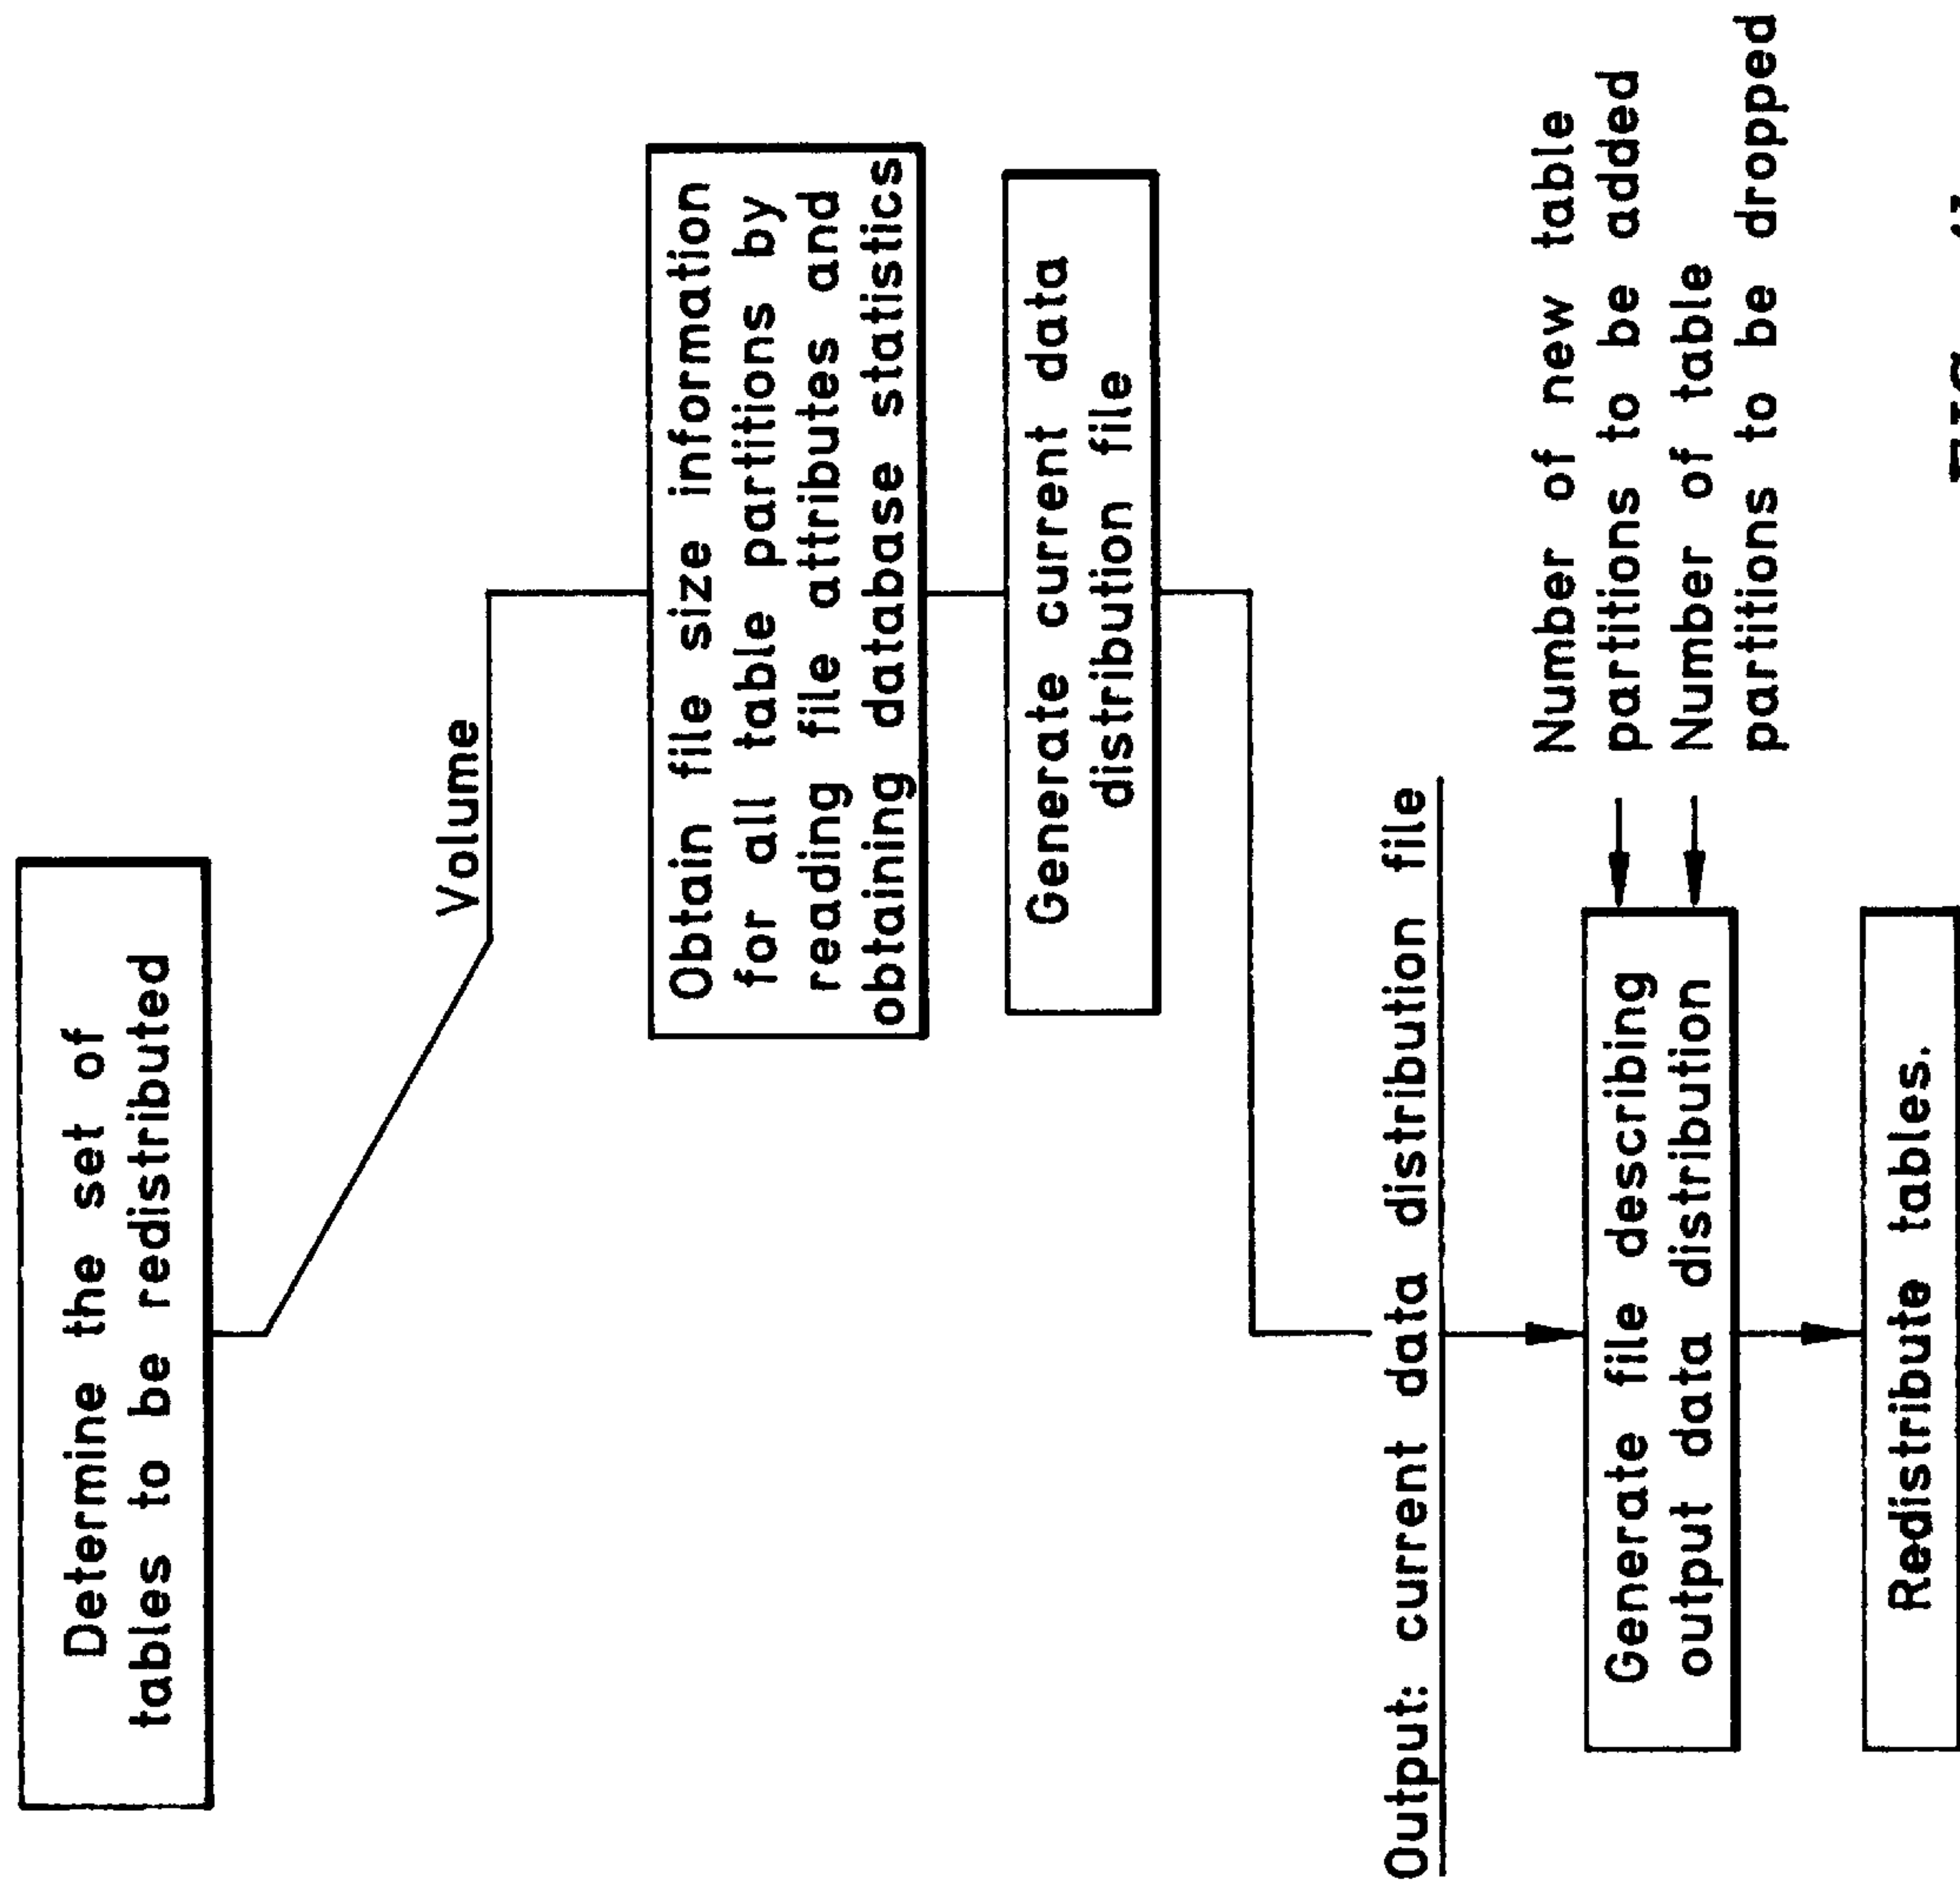 Determine the set of
tables to be redistributed
Volume
Obtain file size information
for all table partitions by
reading file attributes and
obtaining database statistics
Generate current data
distribution file
Output: current data distribution file
Number of new table
partitions to be added
Number of table
partitions to be dropped
Generate file describing
output data distribution
Redistribute tables.